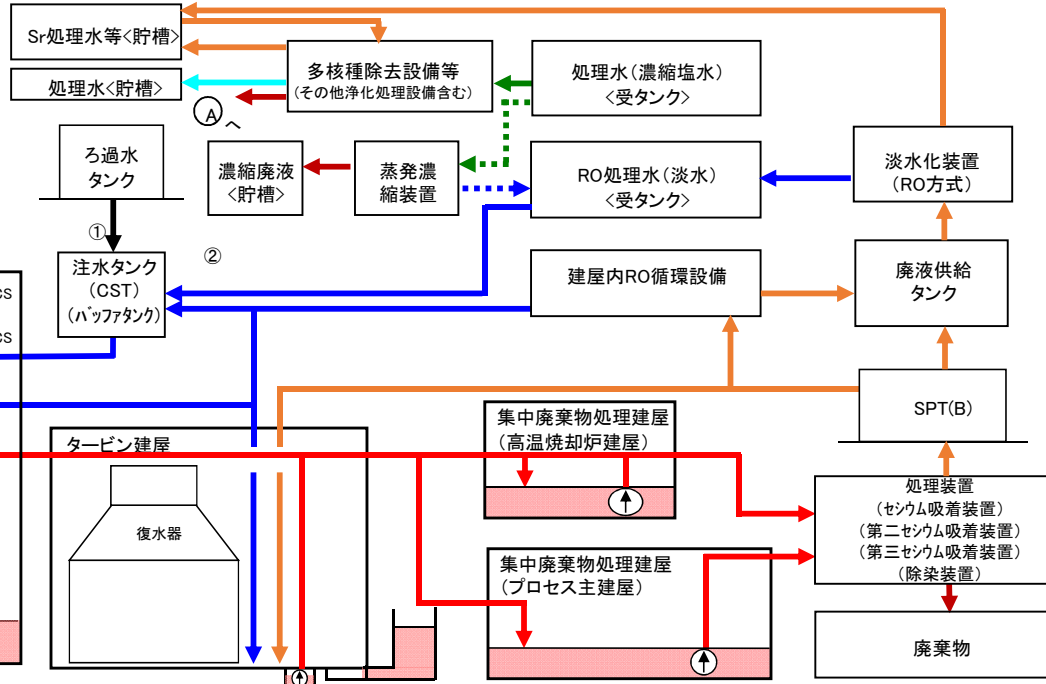 Sr処理水等<貯槽>
処理水<貯槽>
多核種除去設備等
(その他浄化処理設備含む)
A へ
処理水(濃縮塩水)
<受タンク>
ろ過水
タンク
濃縮廃液
<貯槽>
蒸発濃
縮装置
RO処理水(淡水)
<受タンク>
淡水化装置
(RO方式)
①
②
注水タンク
(CST)
(バッファタンク)
建屋内RO循環設備
廃液供給
タンク
CS
CS
SPT(B)
タービン建屋
復水器
集中廃棄物処理建屋
(高温焼却炉建屋)
集中廃棄物処理建屋
(プロセス主建屋)
処理装置
(セシウム吸着装置)
(第二セシウム吸着装置)
(第三セシウム吸着装置)
(除染装置)
廃棄物